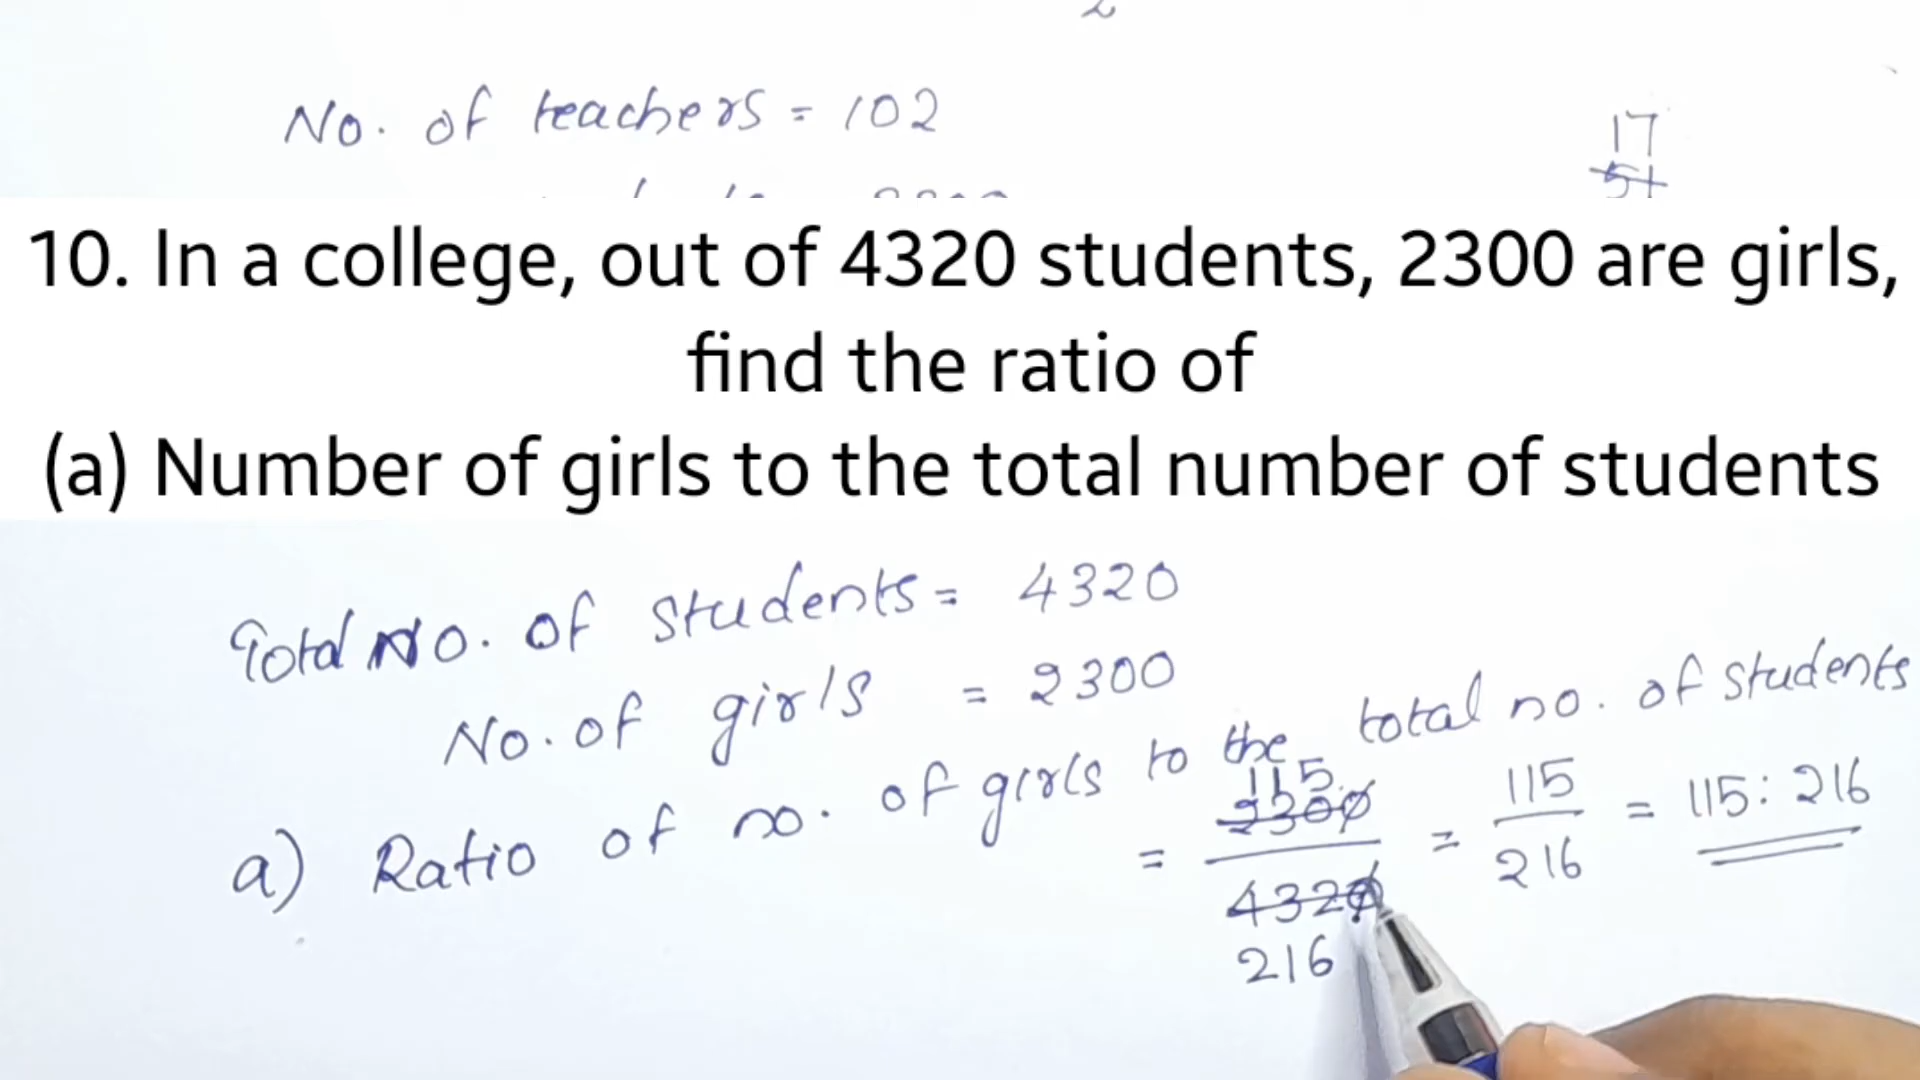 No. of teachers = 102
17
51
10. In a college, out of 4320 students, 2300 are girls,
find the ratio of
(a) Number of girls to the total number of students
Total No. of students = 4320
No. of girls = 2300
a) Ratio of no. of girls to the total no. of students
115
= 2300/4320 = 115/216 = 115 : 216
216